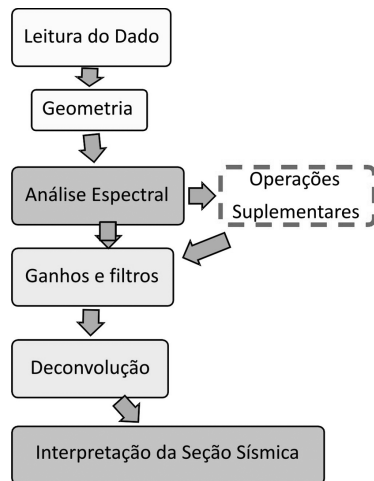 Leitura do Dado
Geometria
Análise Espectral
Operações
Suplementares
Ganhos e filtros
Deconvolução
Interpretação da Seção Sísmica